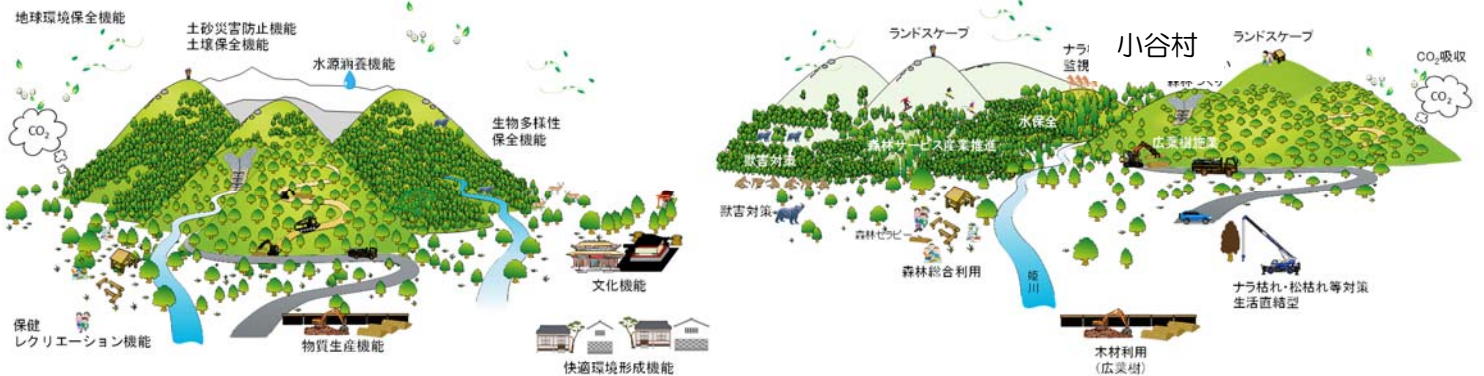 地球環境保全機能
土砂災害防止機能
土壌保全機能
水源涵養機能
CO₂
生物多様性
保全機能
文化機能
保健
レクリエーション機能
物質生産機能
快適環境形成機能
ランドスケープ
ナラ
監視
小谷村
ランドスケープ
CO₂吸収
CO₂
水保全
獣害対策
森林サービス産業推進
広葉樹施業
獣害対策
森林セラピー
森林総合利用
姫川
ナラ枯れ・松枯れ等対策
生活直結型
木材利用
(広葉樹)